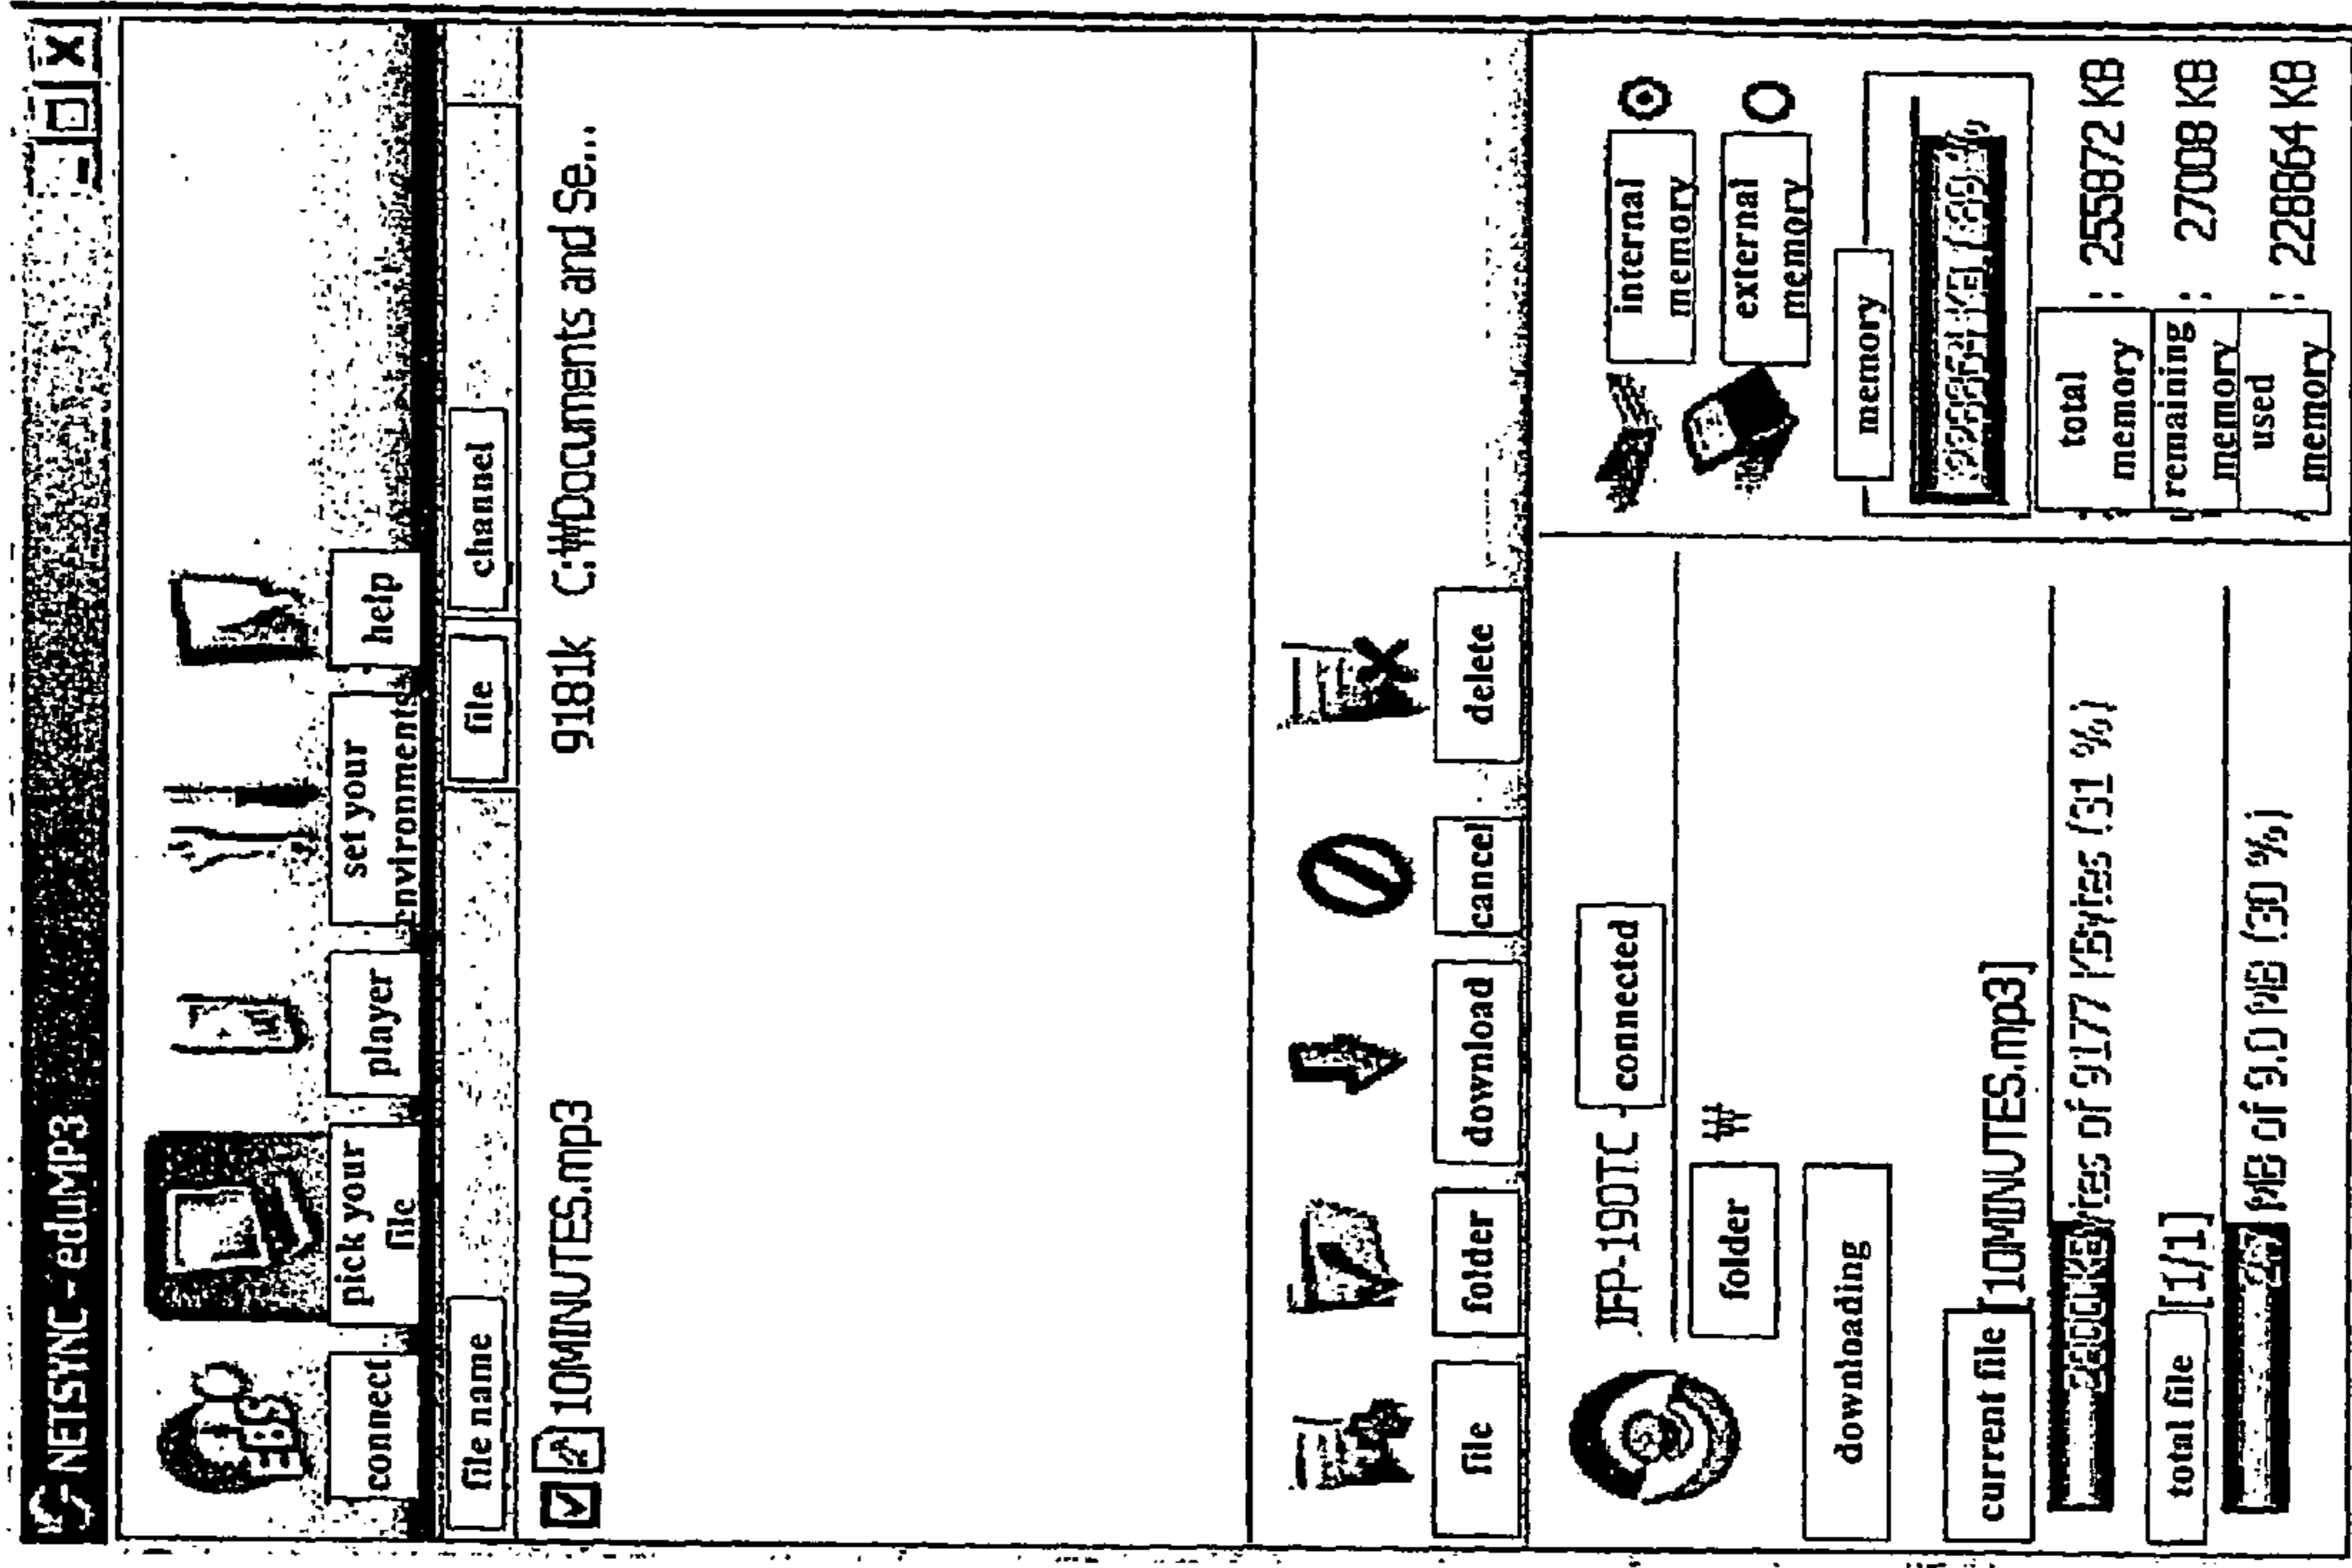 NETSYNC-eduMP3
EBS
connect
pick your file
player
set your environments
help
file name
file
channel
10MINUTES.mp3 9181k C:₩Documents and Se...
file
folder
download
cancel
delete
IFP-190TC - connected
folder ₩
downloading
current file [10MINUTES.mp3]
of 9177 KBytes (31 %)
total file [1/1]
MB of 9.0 MB (30 %)
internal memory
external memory
memory
total memory : 255872 KB
remaining memory : 27008 KB
used memory : 228864 KB